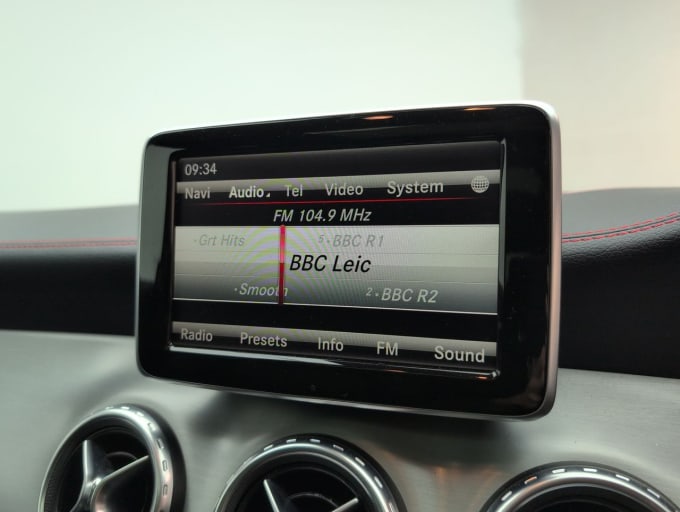 09:34
Navi Audio Tel Video System
FM 104.9 MHz
Grt Hits 5 BBC R1
BBC Leic
Smooth 2 BBC R2
Radio Presets Info FM Sound